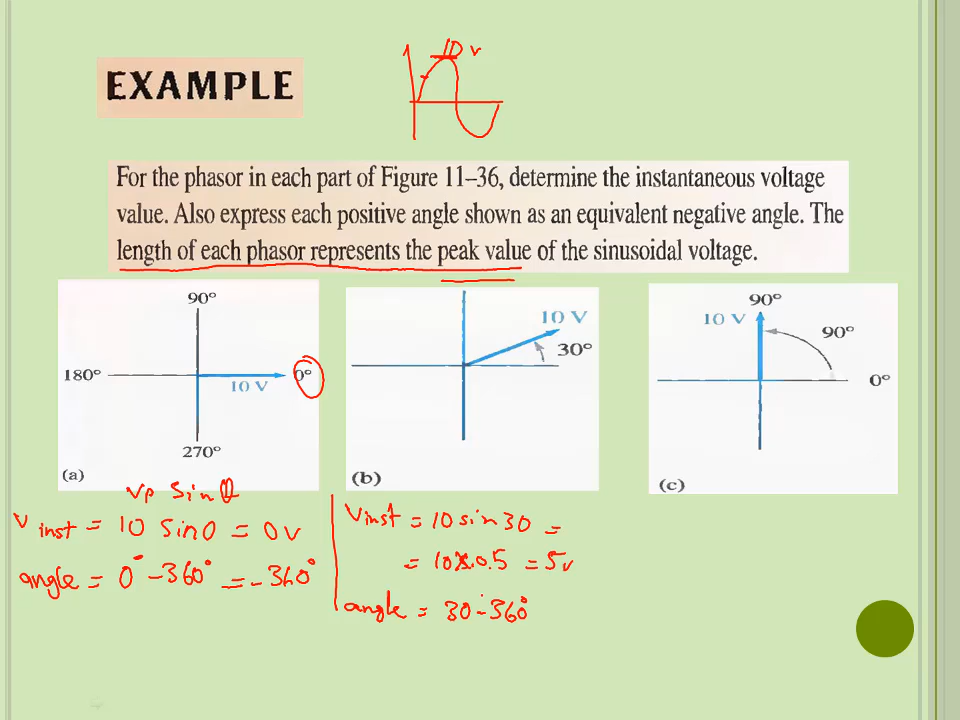 10 v
EXAMPLE
For the phasor in each part of Figure 11–36, determine the instantaneous voltage
value. Also express each positive angle shown as an equivalent negative angle. The
length of each phasor represents the peak value of the sinusoidal voltage.
90°
180°
0°
10 V
270°
(a)
10 V
30°
(b)
90°
10 V
90°
0°
(c)
Vp Sin θ
V inst = 10 sin 0 = 0 v
angle = 0° - 360° = - 360°
Vinst = 10 sin 30 =
= 10 x 0.5 = 5v
angle = 30° - 360°